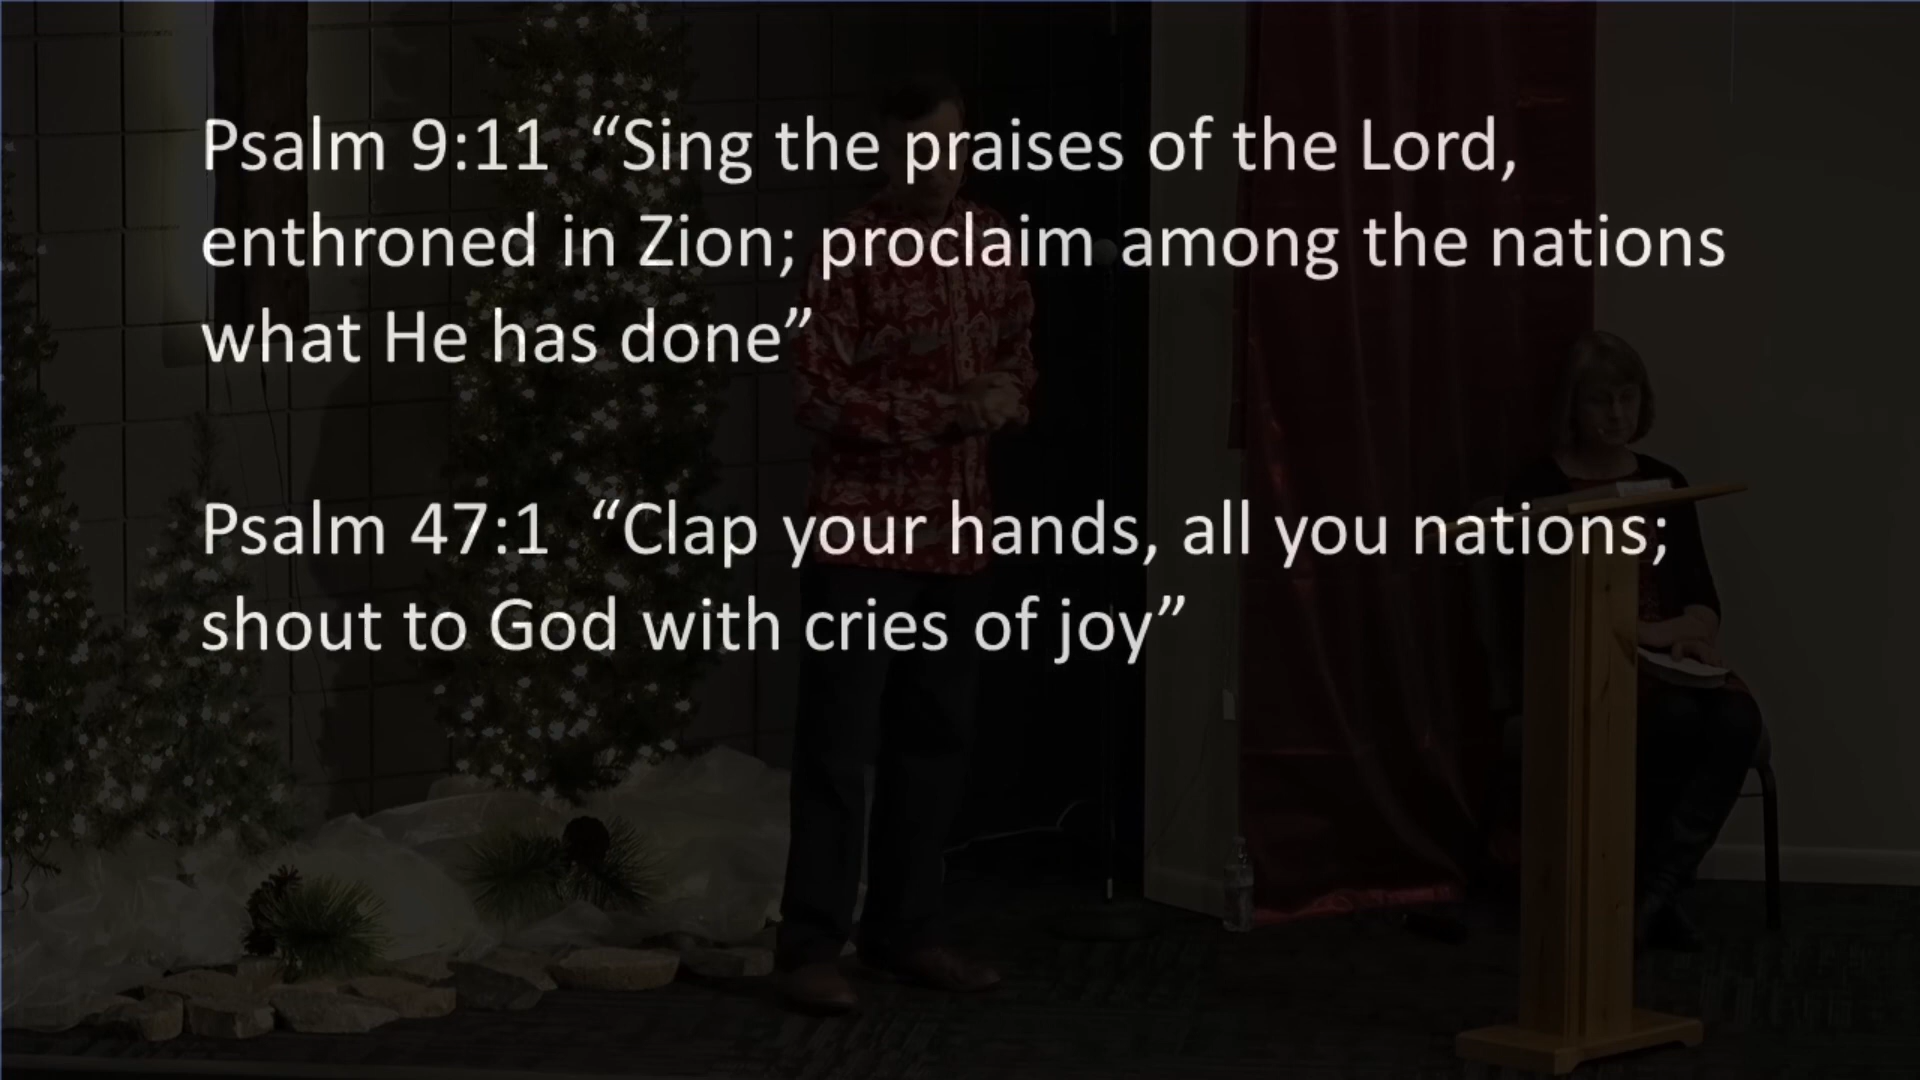 Psalm 9:11 “Sing the praises of the Lord,
enthroned in Zion; proclaim among the nations
what He has done”
Psalm 47:1 “Clap your hands, all you nations;
shout to God with cries of joy”